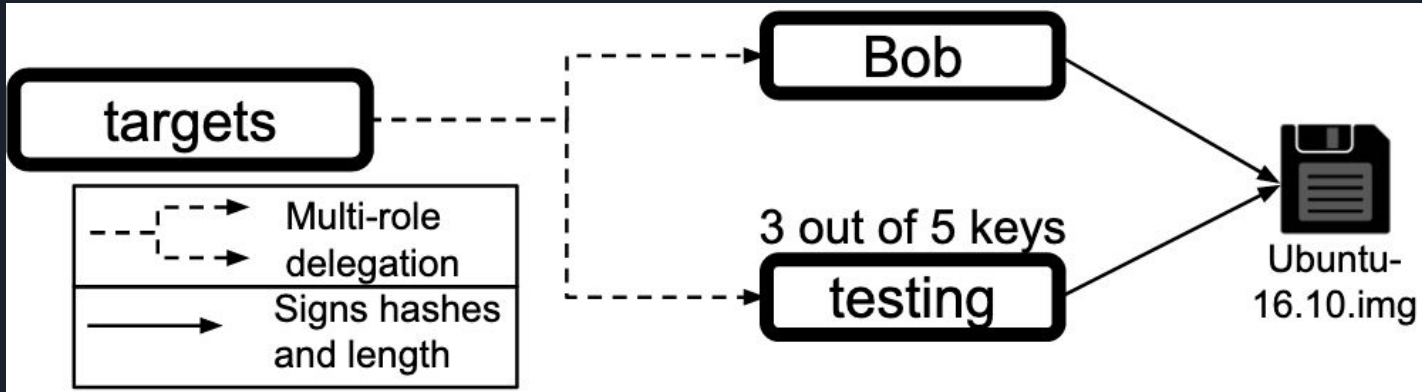 targets
Multi-role
delegation
Signs hashes
and length
Bob
3 out of 5 keys
testing
Ubuntu-
16.10.img